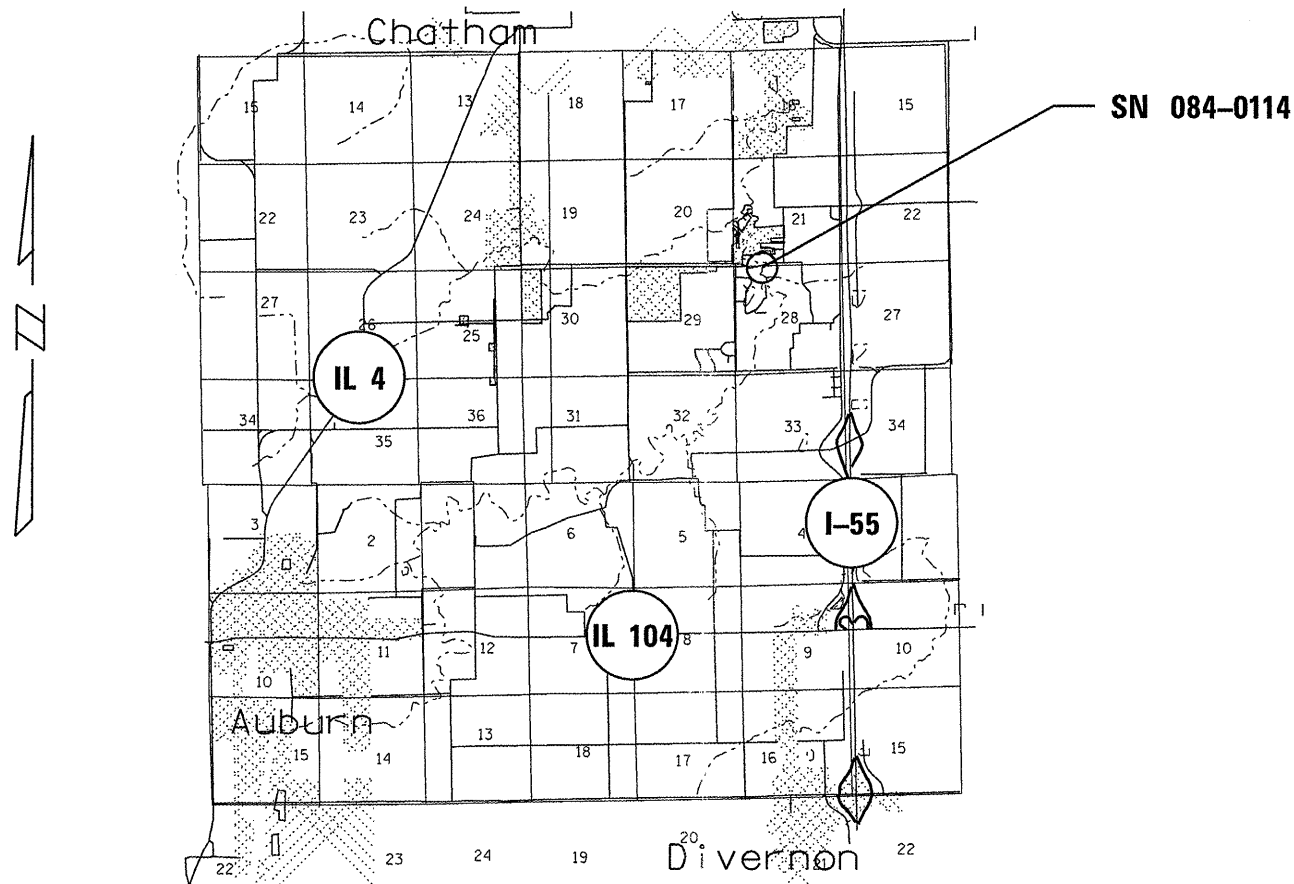 Chatham
SN 084-0114
15 14 13 18 17 16 15
22 23 24 19 20 21 22
27 26 25 30 29 28 27
IL 4
34 35 36 31 32 33 34
I-55
3 2 6 5 4
IL 104
10 11 12 7 8 9 10
Auburn
15 14 13 18 17 16 15
22 23 24 19 20 21 22
Divernon
N